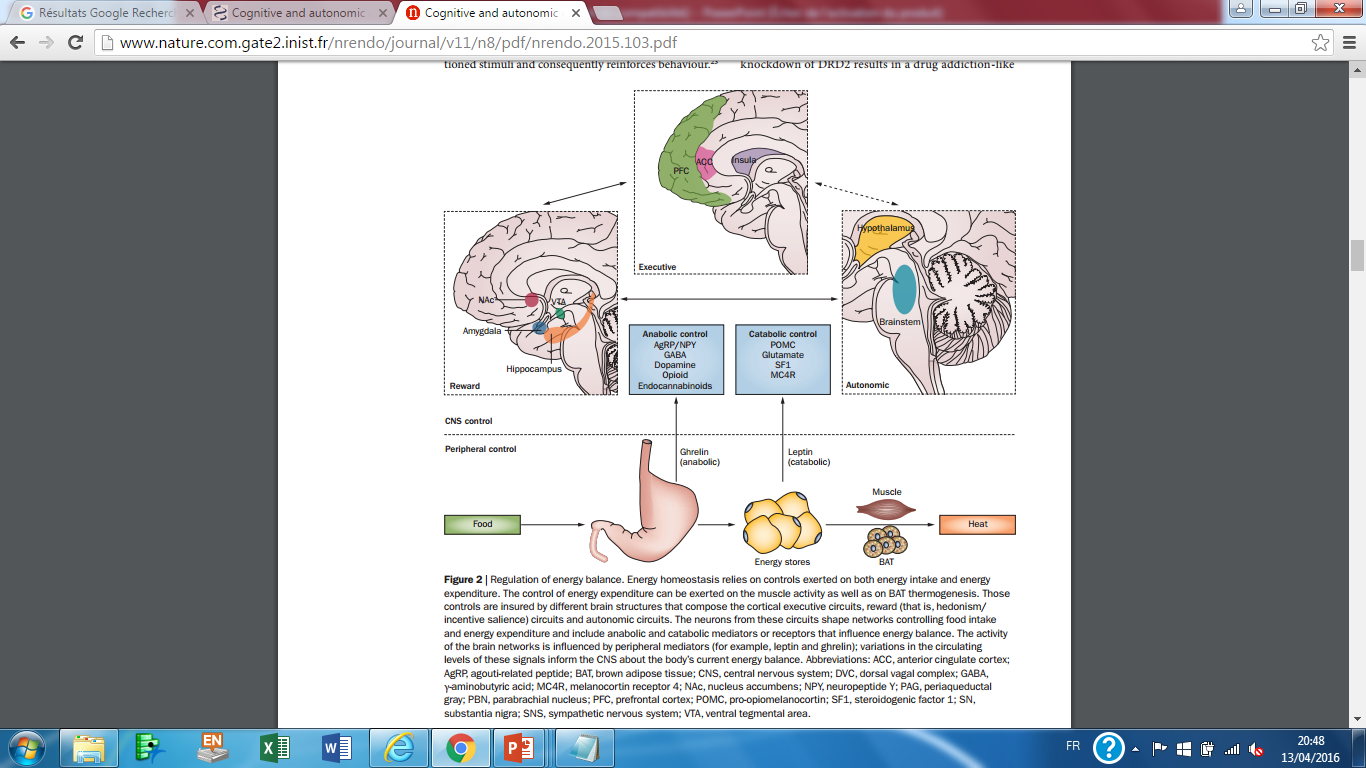 Résultats Google Recherc
Cognitive and autonomic
Cognitive and autonomic
www.nature.com.gate2.inist.fr/nrendo/journal/v11/n8/pdf/nrendo.2015.103.pdf
tioned stimuli and consequently reinforces behaviour.²⁵
knockdown of DRD2 results in a drug addiction-like
PFC
ACC
Insula
Executive
NAc
VTA
Amygdala
Hippocampus
Reward
Hypothalamus
Brainstem
Autonomic
Anabolic control
AgRP/NPY
GABA
Dopamine
Opioid
Endocannabinoids
Catabolic control
POMC
Glutamate
SF1
MC4R
CNS control
Peripheral control
Ghrelin
(anabolic)
Leptin
(catabolic)
Food
Energy stores
Muscle
BAT
Heat
Figure 2 | Regulation of energy balance. Energy homeostasis relies on controls exerted on both energy intake and energy
expenditure. The control of energy expenditure can be exerted on the muscle activity as well as on BAT thermogenesis. Those
controls are insured by different brain structures that compose the cortical executive circuits, reward (that is, hedonism/
incentive salience) circuits and autonomic circuits. The neurons from these circuits shape networks controlling food intake
and energy expenditure and include anabolic and catabolic mediators or receptors that influence energy balance. The activity
of the brain networks is influenced by peripheral mediators (for example, leptin and ghrelin); variations in the circulating
levels of these signals inform the CNS about the body's current energy balance. Abbreviations: ACC, anterior cingulate cortex;
AgRP, agouti-related peptide; BAT, brown adipose tissue; CNS, central nervous system; DVC, dorsal vagal complex; GABA,
γ-aminobutyric acid; MC4R, melanocortin receptor 4; NAc, nucleus accumbens; NPY, neuropeptide Y; PAG, periaqueductal
gray; PBN, parabrachial nucleus; PFC, prefrontal cortex; POMC, pro-opiomelanocortin; SF1, steroidogenic factor 1; SN,
substantia nigra; SNS, sympathetic nervous system; VTA, ventral tegmental area.
EN
FR
20:48
13/04/2016